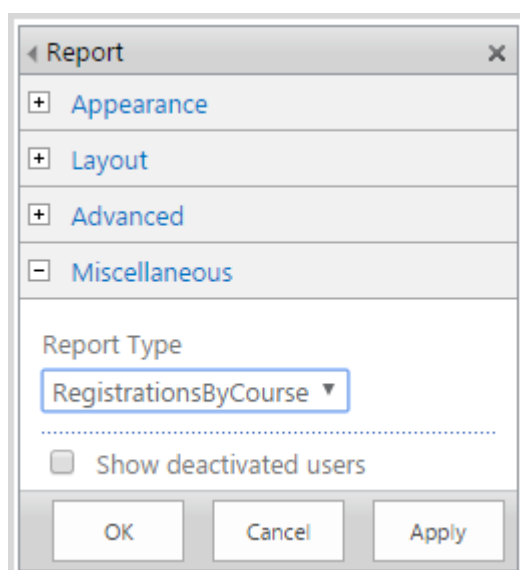 Report
Appearance
Layout
Advanced
Miscellaneous
Report Type
RegistrationsByCourse
Show deactivated users
OK Cancel Apply